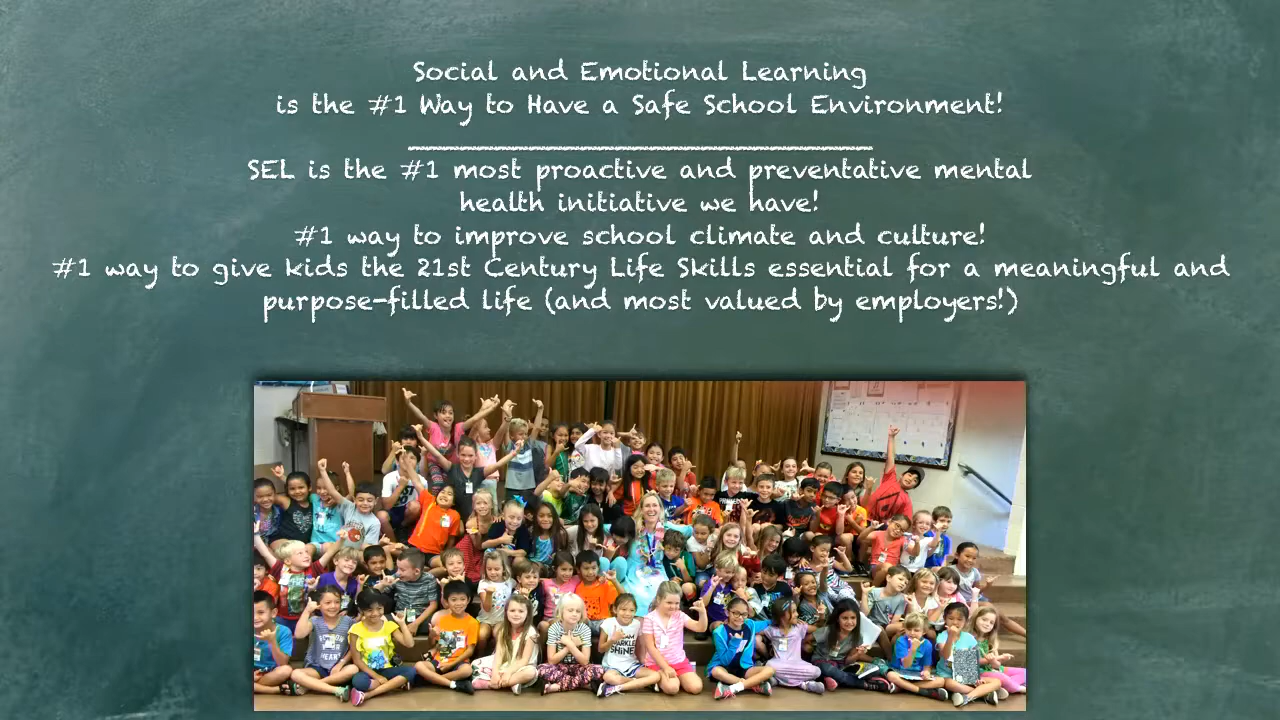 Social and Emotional Learning
is the #1 Way to Have a Safe School Environment!
SEL is the #1 most proactive and preventative mental
health initiative we have!
#1 way to improve school climate and culture!
#1 way to give kids the 21st Century Life Skills essential for a meaningful and
purpose-filled life (and most valued by employers!)
SPARKLE
SHINE